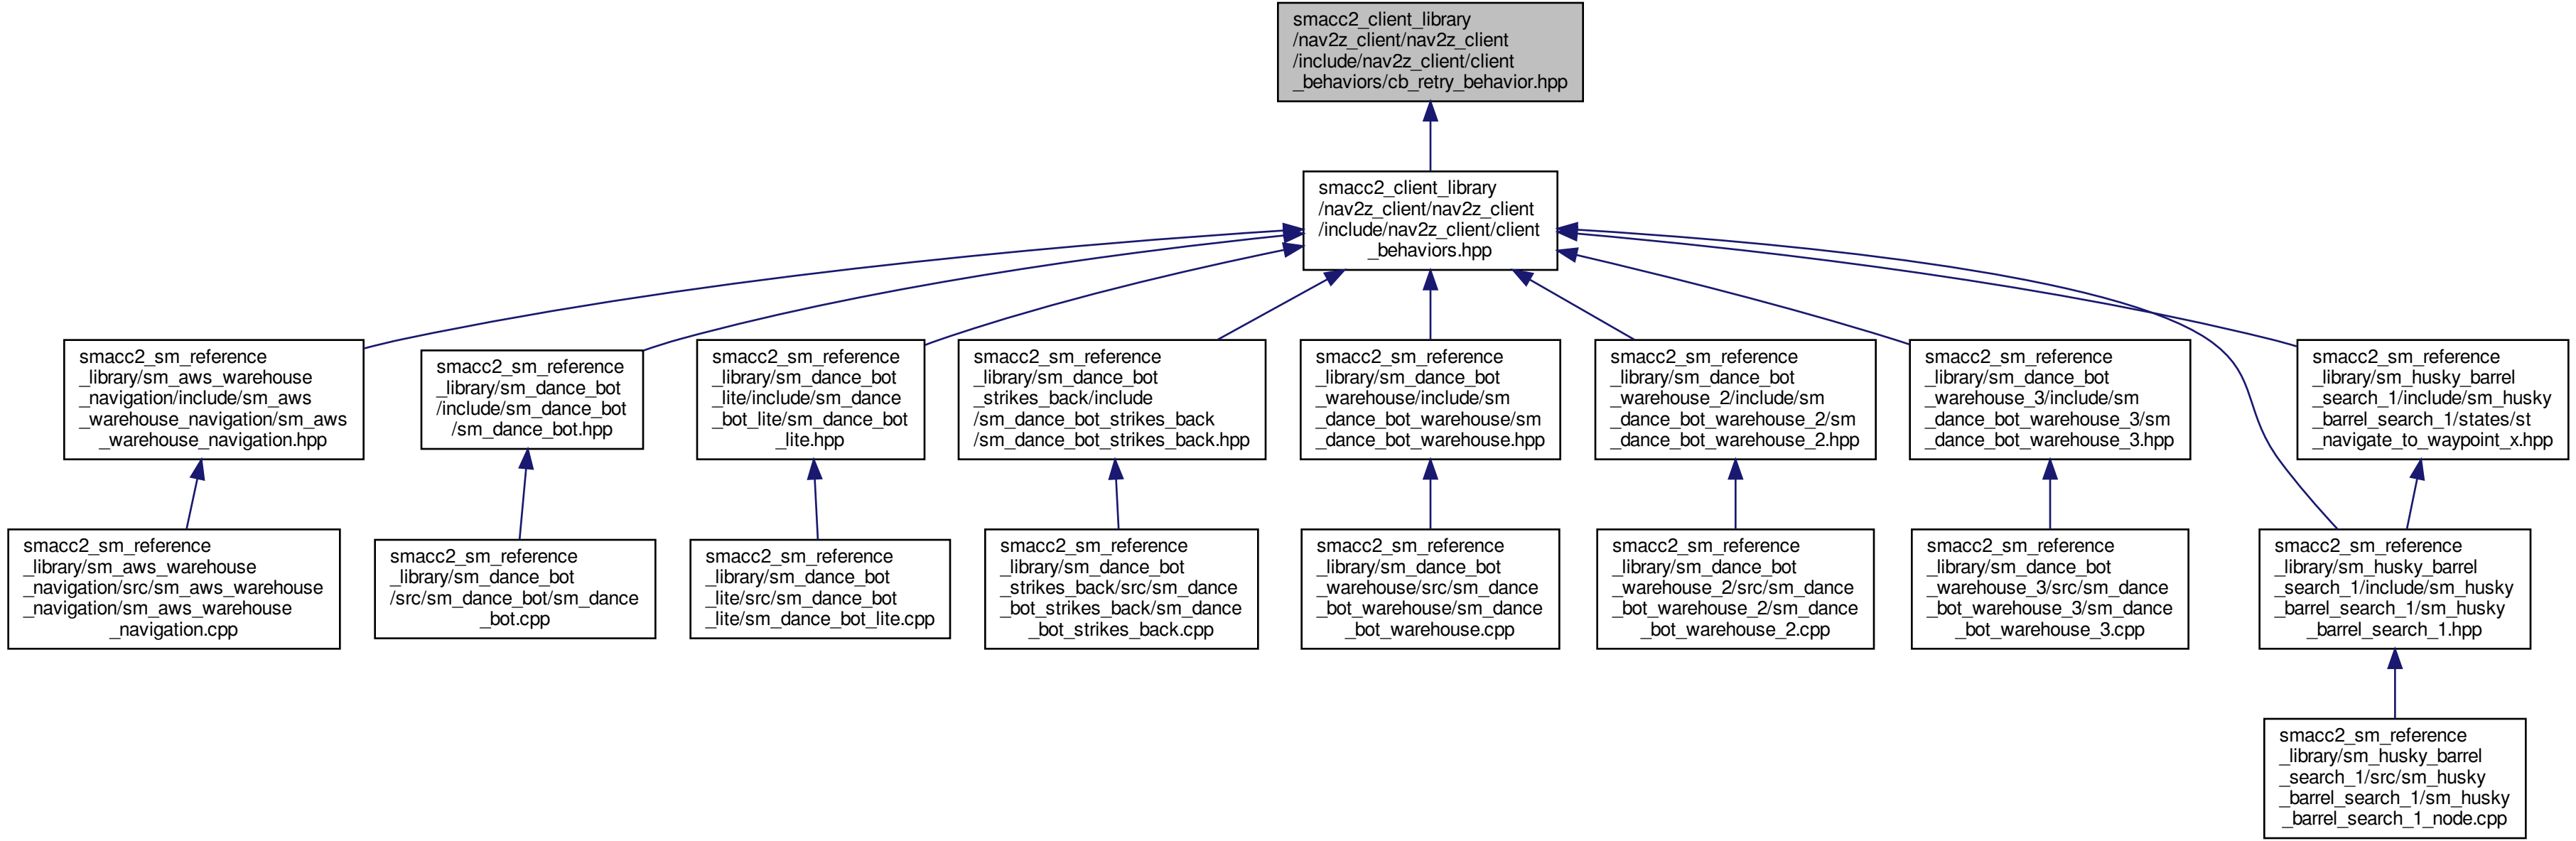 smacc2_client_library
/nav2z_client/nav2z_client
/include/nav2z_client/client
_behaviors/cb_retry_behavior.hpp
smacc2_client_library
/nav2z_client/nav2z_client
/include/nav2z_client/client
_behaviors.hpp
smacc2_sm_reference
_library/sm_aws_warehouse
_navigation/include/sm_aws
_warehouse_navigation/sm_aws
_warehouse_navigation.hpp
smacc2_sm_reference
_library/sm_dance_bot
/include/sm_dance_bot
/sm_dance_bot.hpp
smacc2_sm_reference
_library/sm_dance_bot
_lite/include/sm_dance
_bot_lite/sm_dance_bot
_lite.hpp
smacc2_sm_reference
_library/sm_dance_bot
_strikes_back/include
/sm_dance_bot_strikes_back
/sm_dance_bot_strikes_back.hpp
smacc2_sm_reference
_library/sm_dance_bot
_warehouse/include/sm
_dance_bot_warehouse/sm
_dance_bot_warehouse.hpp
smacc2_sm_reference
_library/sm_dance_bot
_warehouse_2/include/sm
_dance_bot_warehouse_2/sm
_dance_bot_warehouse_2.hpp
smacc2_sm_reference
_library/sm_dance_bot
_warehouse_3/include/sm
_dance_bot_warehouse_3/sm
_dance_bot_warehouse_3.hpp
smacc2_sm_reference
_library/sm_husky_barrel
_search_1/include/sm_husky
_barrel_search_1/states/st
_navigate_to_waypoint_x.hpp
smacc2_sm_reference
_library/sm_aws_warehouse
_navigation/src/sm_aws_warehouse
_navigation/sm_aws_warehouse
_navigation.cpp
smacc2_sm_reference
_library/sm_dance_bot
/src/sm_dance_bot/sm_dance
_bot.cpp
smacc2_sm_reference
_library/sm_dance_bot
_lite/src/sm_dance_bot
_lite/sm_dance_bot_lite.cpp
smacc2_sm_reference
_library/sm_dance_bot
_strikes_back/src/sm_dance
_bot_strikes_back/sm_dance
_bot_strikes_back.cpp
smacc2_sm_reference
_library/sm_dance_bot
_warehouse/src/sm_dance
_bot_warehouse/sm_dance
_bot_warehouse.cpp
smacc2_sm_reference
_library/sm_dance_bot
_warehouse_2/src/sm_dance
_bot_warehouse_2/sm_dance
_bot_warehouse_2.cpp
smacc2_sm_reference
_library/sm_dance_bot
_warehouse_3/src/sm_dance
_bot_warehouse_3/sm_dance
_bot_warehouse_3.cpp
smacc2_sm_reference
_library/sm_husky_barrel
_search_1/include/sm_husky
_barrel_search_1/sm_husky
_barrel_search_1.hpp
smacc2_sm_reference
_library/sm_husky_barrel
_search_1/src/sm_husky
_barrel_search_1/sm_husky
_barrel_search_1_node.cpp